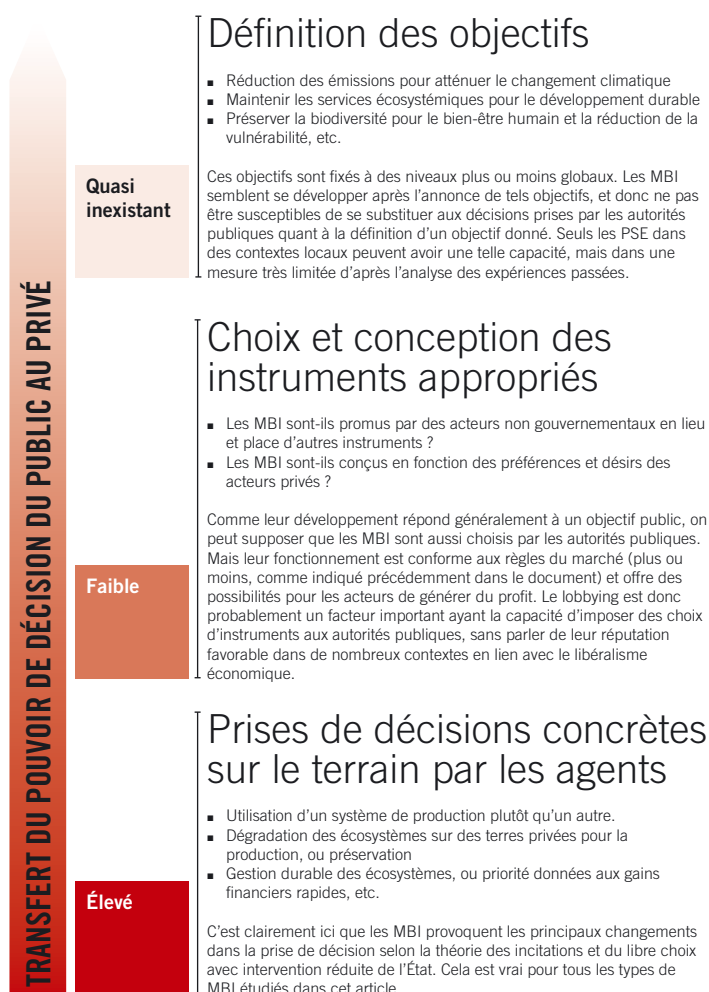 TRANSFERT DU POUVOIR DE DÉCISION DU PUBLIC AU PRIVÉ
Quasi
inexistant
Définition des objectifs
▪ Réduction des émissions pour atténuer le changement climatique
▪ Maintenir les services écosystémiques pour le développement durable
▪ Préserver la biodiversité pour le bien-être humain et la réduction de la
vulnérabilité, etc.
Ces objectifs sont fixés à des niveaux plus ou moins globaux. Les MBI
semblent se développer après l’annonce de tels objectifs, et donc ne pas
être susceptibles de se substituer aux décisions prises par les autorités
publiques quant à la définition d’un objectif donné. Seuls les PSE dans
des contextes locaux peuvent avoir une telle capacité, mais dans une
mesure très limitée d’après l’analyse des expériences passées.
Faible
Choix et conception des
instruments appropriés
▪ Les MBI sont-ils promus par des acteurs non gouvernementaux en lieu
et place d’autres instruments ?
▪ Les MBI sont-ils conçus en fonction des préférences et désirs des
acteurs privés ?
Comme leur développement répond généralement à un objectif public, on
peut supposer que les MBI sont aussi choisis par les autorités publiques.
Mais leur fonctionnement est conforme aux règles du marché (plus ou
moins, comme indiqué précédemment dans le document) et offre des
possibilités pour les acteurs de générer du profit. Le lobbying est donc
probablement un facteur important ayant la capacité d’imposer des choix
d’instruments aux autorités publiques, sans parler de leur réputation
favorable dans de nombreux contextes en lien avec le libéralisme
économique.
Élevé
Prises de décisions concrètes
sur le terrain par les agents
▪ Utilisation d’un système de production plutôt qu’un autre.
▪ Dégradation des écosystèmes sur des terres privées pour la
production, ou préservation
▪ Gestion durable des écosystèmes, ou priorité données aux gains
financiers rapides, etc.
C’est clairement ici que les MBI provoquent les principaux changements
dans la prise de décision selon la théorie des incitations et du libre choix
avec intervention réduite de l’État. Cela est vrai pour tous les types de
MBI étudiés dans cet article